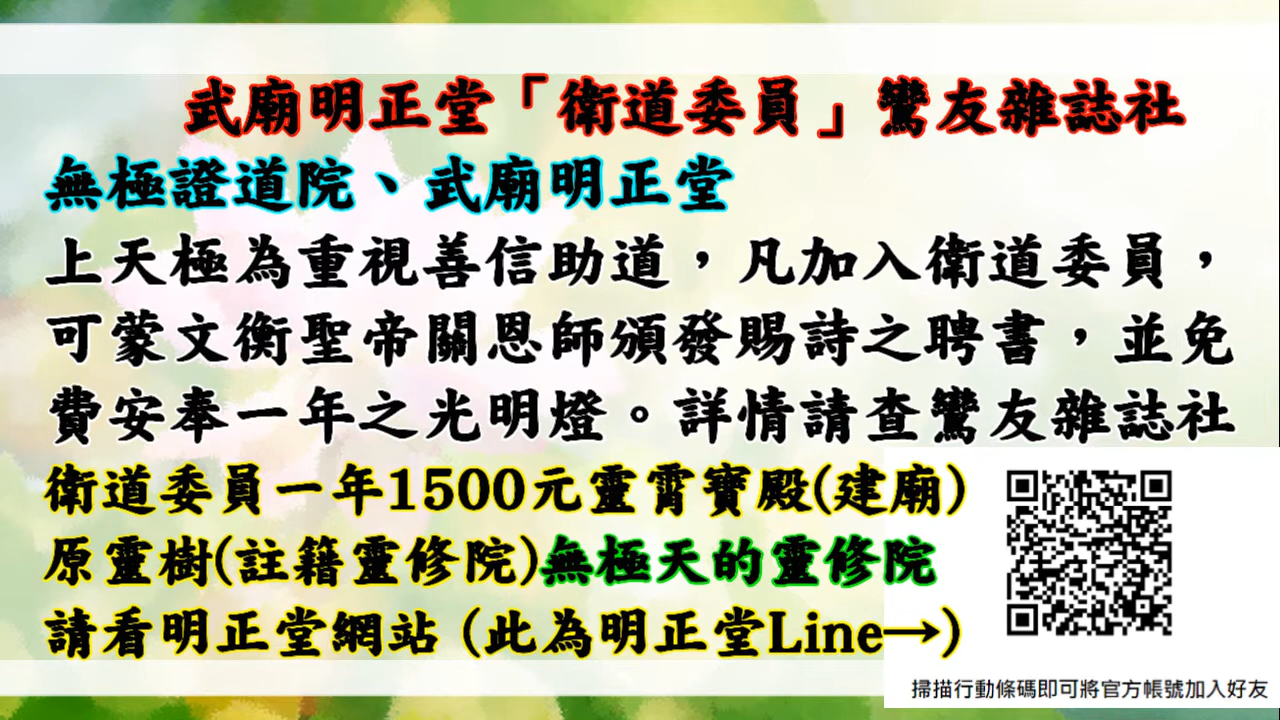 武廟明正堂「衛道委員」鸞友雜誌社
無極證道院、武廟明正堂
上天極為重視善信助道，凡加入衛道委員，
可蒙文衡聖帝關恩師頒發賜詩之聘書，並免
費安奉一年之光明燈。詳情請查鸞友雜誌社
衛道委員一年1500元靈霄寶殿(建廟)
原靈樹(註籍靈修院)無極天的靈修院
請看明正堂網站 (此為明正堂Line→)
掃描行動條碼即可將官方帳號加入好友